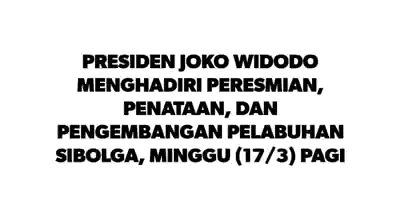 PRESIDEN JOKO WIDODO
MENGHADIRI PERESMIAN,
PENATAAN, DAN
PENGEMBANGAN PELABUHAN
SIBOLGA, MINGGU (17/3) PAGI